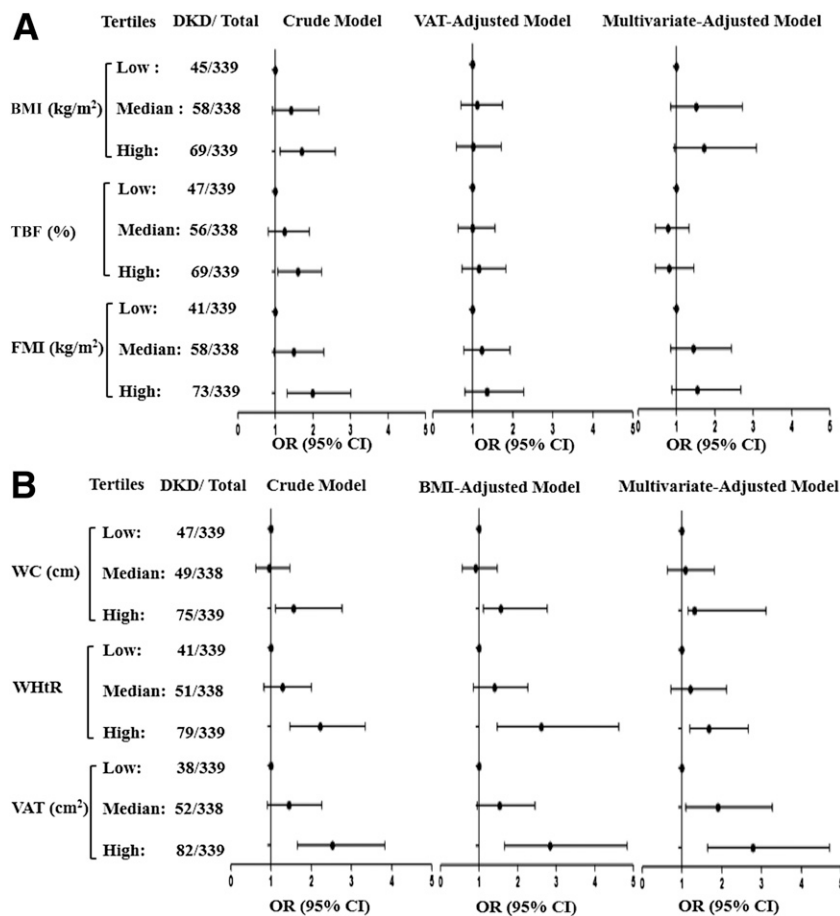 A
Tertiles DKD/ Total Crude Model VAT-Adjusted Model Multivariate-Adjusted Model
Low : 45/339
BMI (kg/m²) Median : 58/338
High: 69/339
Low: 47/339
TBF (%) Median: 56/338
High: 69/339
Low: 41/339
FMI (kg/m²) Median: 58/338
High: 73/339
0 1 2 3 4 5 0 1 2 3 4 5 0 1 2 3 4 5
OR (95% CI) OR (95% CI) OR (95% CI)
B
Tertiles DKD/ Total Crude Model BMI-Adjusted Model Multivariate-Adjusted Model
Low: 47/339
WC (cm) Median: 49/338
High: 75/339
Low: 41/339
WHtR Median: 51/338
High: 79/339
Low: 38/339
VAT (cm²) Median: 52/338
High: 82/339
0 1 2 3 4 5 0 1 2 3 4 5 0 1 2 3 4 5
OR (95% CI) OR (95% CI) OR (95% CI)